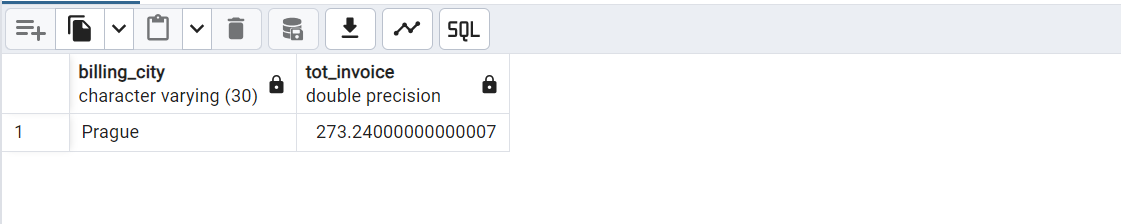 SQL
billing_city tot_invoice
character varying (30) double precision
1 Prague 273.24000000000007